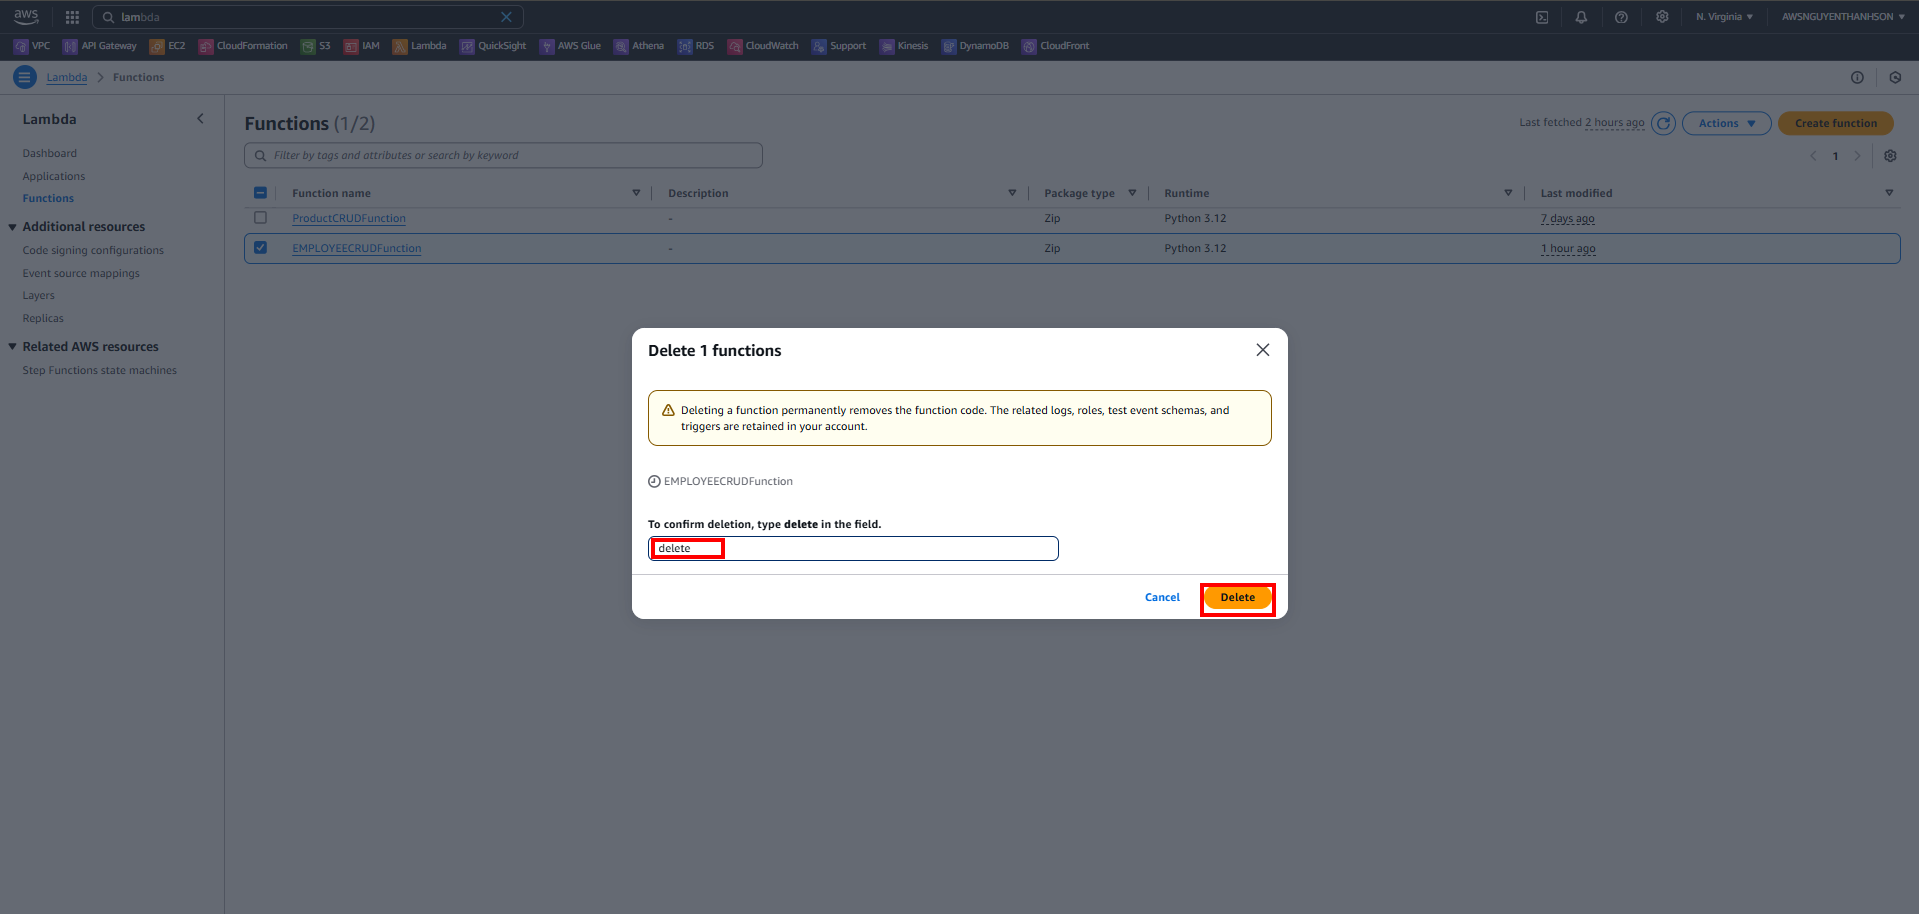 aws
lambda
N. Virginia
AWSNGUYENTHANHSON
VPC
API Gateway
EC2
CloudFormation
S3
IAM
Lambda
QuickSight
AWS Glue
Athena
RDS
CloudWatch
Support
Kinesis
DynamoDB
CloudFront
Lambda
Functions
Lambda
Dashboard
Applications
Functions
Additional resources
Code signing configurations
Event source mappings
Layers
Replicas
Related AWS resources
Step Functions state machines
Functions (1/2)
Last fetched 2 hours ago
Actions
Create function
Filter by tags and attributes or search by keyword
1
Function name
Description
Package type
Runtime
Last modified
ProductCRUDFunction
-
Zip
Python 3.12
7 days ago
EMPLOYEECRUDFunction
-
Zip
Python 3.12
1 hour ago
Delete 1 functions
Deleting a function permanently removes the function code. The related logs, roles, test event schemas, and
triggers are retained in your account.
EMPLOYEECRUDFunction
To confirm deletion, type delete in the field.
delete
Cancel
Delete